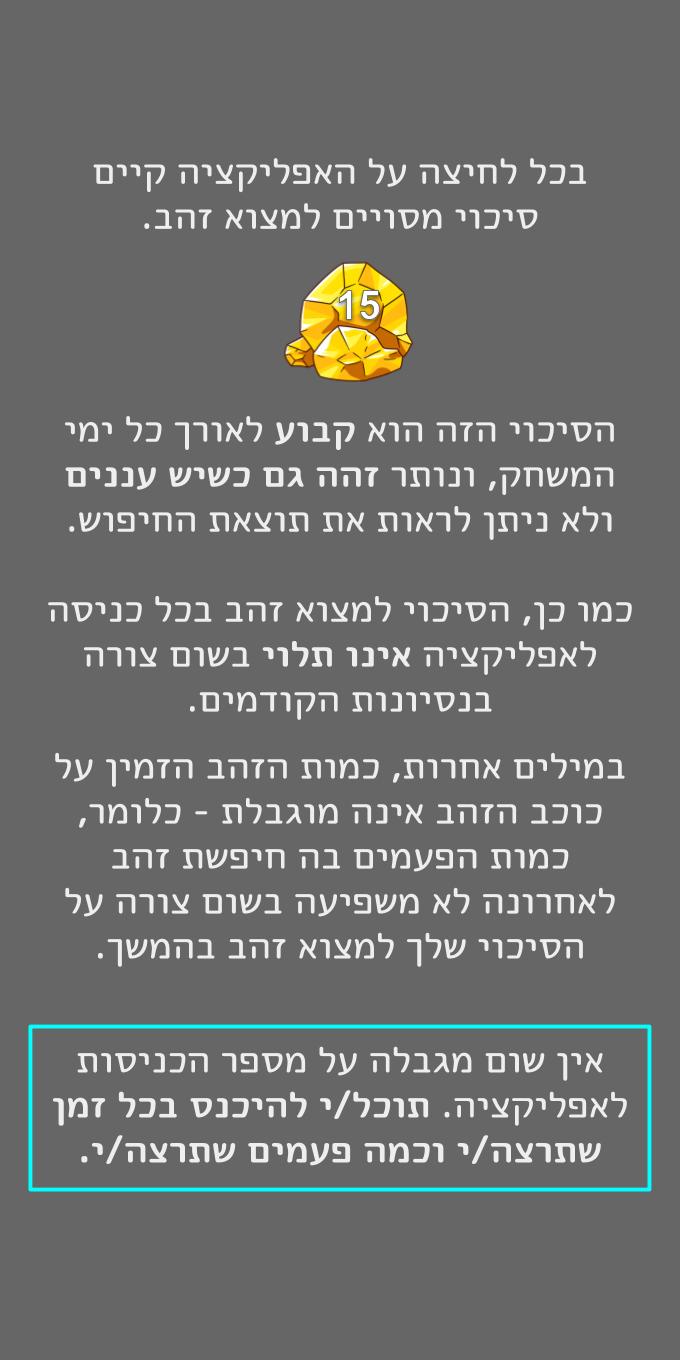 בכל לחיצה על האפליקציה קיים
סיכוי מסויים למצוא זהב.
15
הסיכוי הזה הוא קבוע לאורך כל ימי
המשחק, ונותר זהה גם כשיש עננים
ולא ניתן לראות את תוצאת החיפוש.
כמו כן, הסיכוי למצוא זהב בכל כניסה
לאפליקציה אינו תלוי בשום צורה
בנסיונות הקודמים.
במילים אחרות, כמות הזהב הזמין על
כוכב הזהב אינה מוגבלת - כלומר,
כמות הפעמים בה חיפשת זהב
לאחרונה לא משפיעה בשום צורה על
הסיכוי שלך למצוא זהב בהמשך.
אין שום מגבלה על מספר הכניסות
לאפליקציה. תוכל/י להיכנס בכל זמן
שתרצה/י וכמה פעמים שתרצה/י.